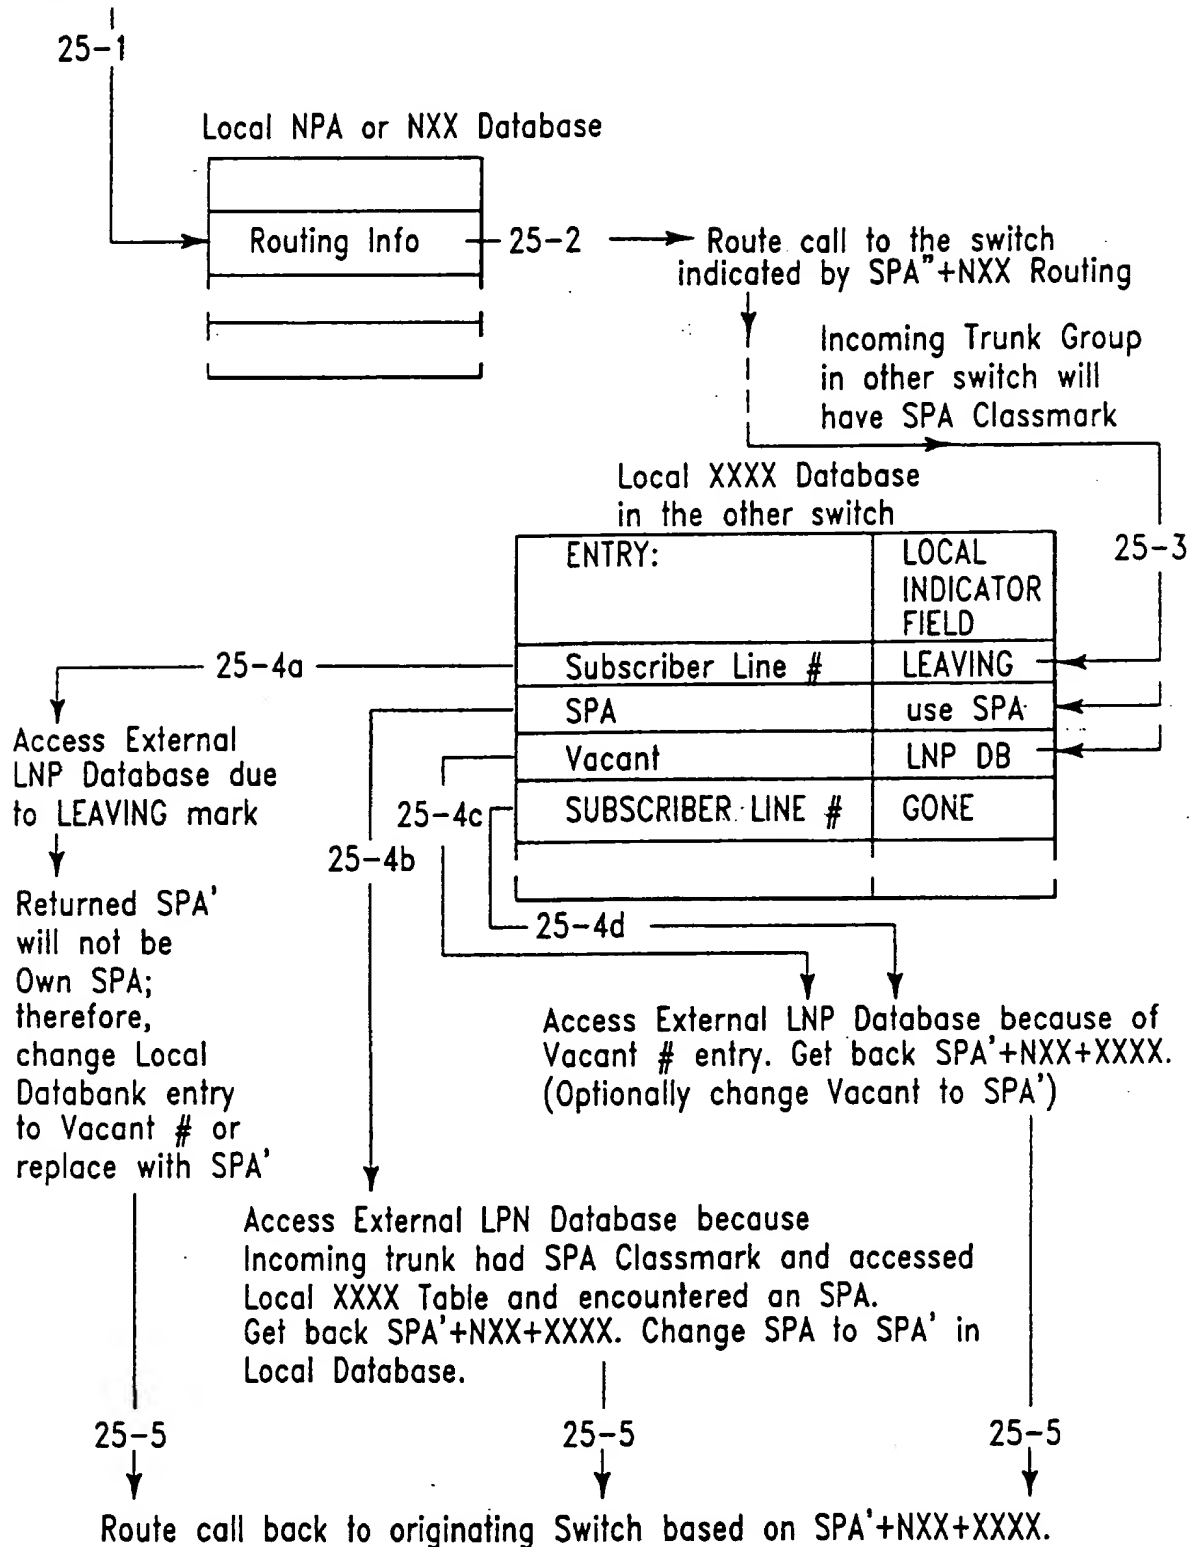 25-1
Local NPA or NXX Database
Routing Info
25-2
Route call to the switch
indicated by SPA"+NXX Routing
Incoming Trunk Group
in other switch will
have SPA Classmark
Local XXXX Database
in the other switch
ENTRY:
LOCAL
INDICATOR
FIELD
25-3
25-4a
Subscriber Line #
LEAVING
SPA
use SPA
Vacant
LNP DB
SUBSCRIBER LINE #
GONE
Access External
LNP Database due
to LEAVING mark
25-4c
25-4b
25-4d
Returned SPA'
will not be
Own SPA;
therefore,
change Local
Databank entry
to Vacant # or
replace with SPA'
Access External LNP Database because of
Vacant # entry. Get back SPA'+NXX+XXXX.
(Optionally change Vacant to SPA')
Access External LPN Database because
Incoming trunk had SPA Classmark and accessed
Local XXXX Table and encountered an SPA.
Get back SPA'+NXX+XXXX. Change SPA to SPA' in
Local Database.
25-5
25-5
25-5
Route call back to originating Switch based on SPA'+NXX+XXXX.